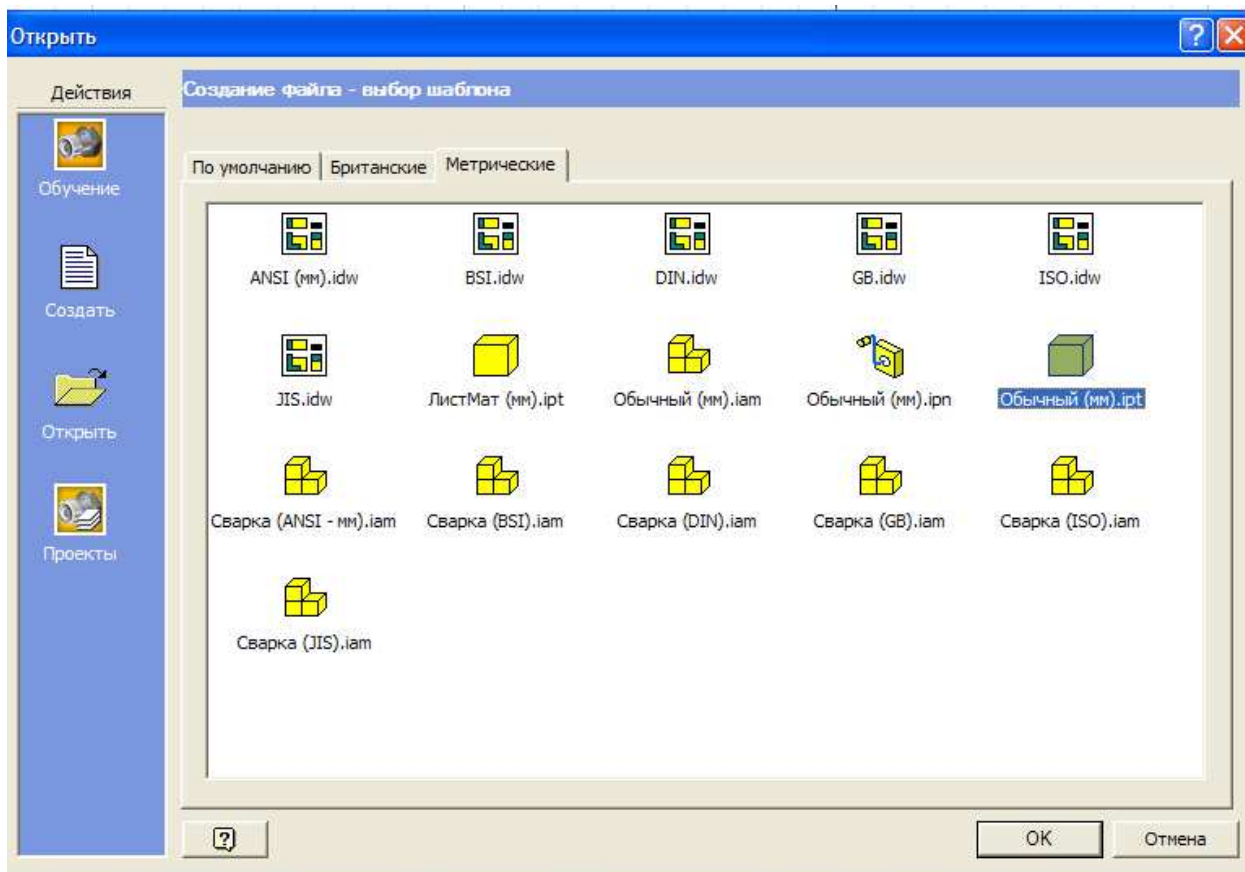 Открыть
Действия
Создание файла - выбор шаблона
Обучение
Создать
Открыть
Проекты
По умолчанию Британские Метрические
ANSI (мм).idw BSI.idw DIN.idw GB.idw ISO.idw
JIS.idw ЛистМат (мм).ipt Обычный (мм).iam Обычный (мм).ipn Обычный (мм).ipt
Сварка (ANSI - мм).iam Сварка (BSI).iam Сварка (DIN).iam Сварка (GB).iam Сварка (ISO).iam
Сварка (JIS).iam
OK Отмена